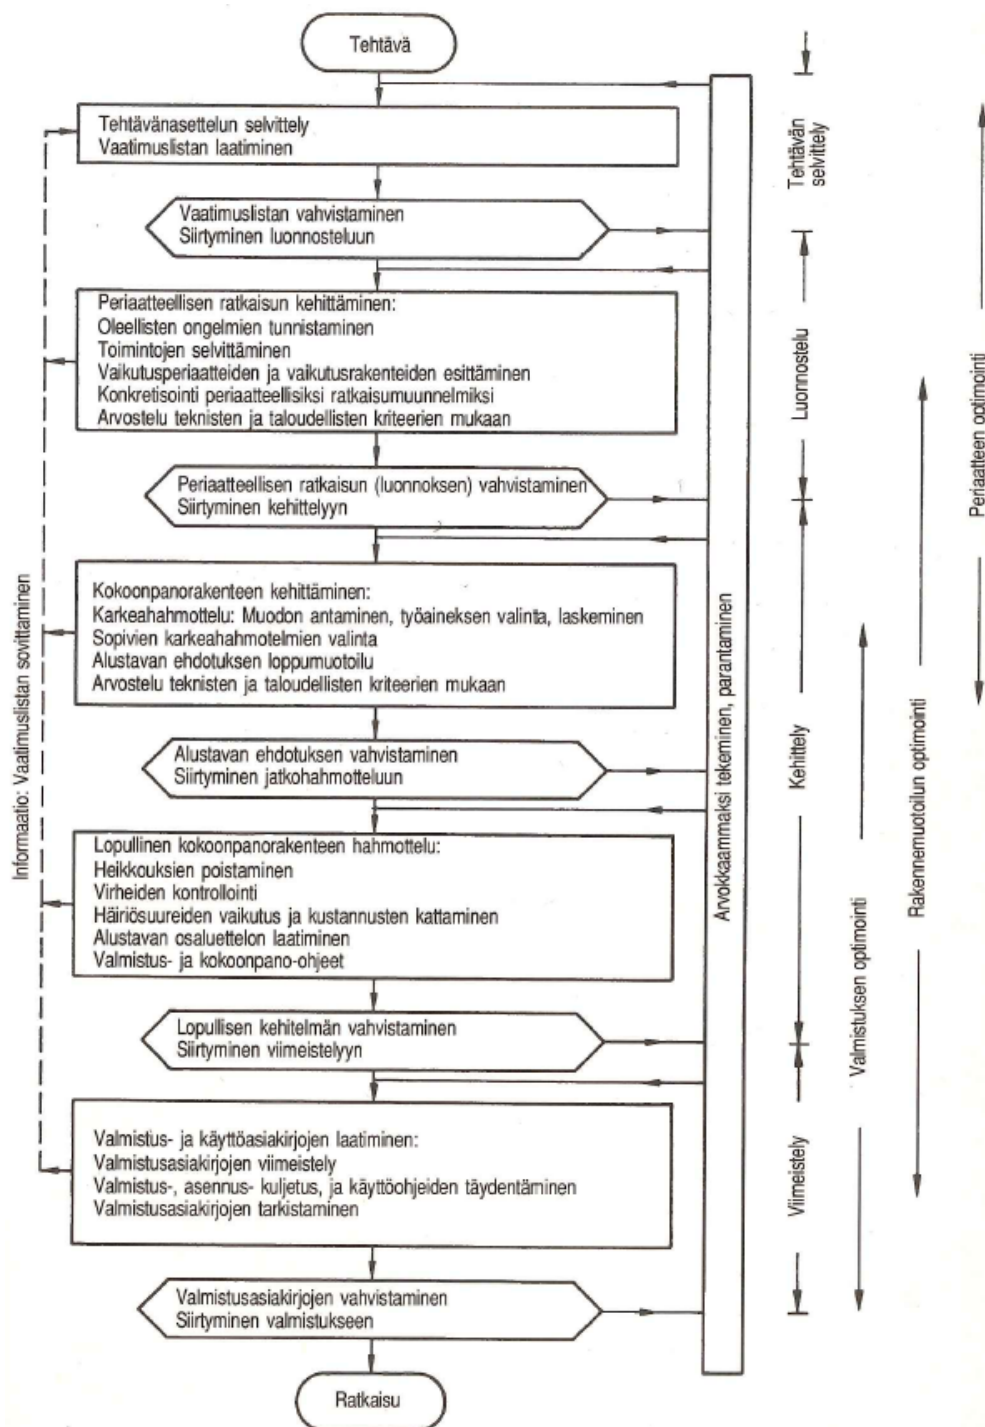 Tehtävä
Tehtävänasettelun selvittely
Vaatimuslistan laatiminen
Vaatimuslistan vahvistaminen
Siirtyminen luonnosteluun
Periaatteellisen ratkaisun kehittäminen:
Oleellisten ongelmien tunnistaminen
Toimintojen selvittäminen
Vaikutusperiaatteiden ja vaikutusrakenteiden esittäminen
Konkretisointi periaatteellisiksi ratkaisumuunnelmiksi
Arvostelu teknisten ja taloudellisten kriteerien mukaan
Periaatteellisen ratkaisun (luonnoksen) vahvistaminen
Siirtyminen kehittelyyn
Kokoonpanorakenteen kehittäminen:
Karkeahahmottelu: Muodon antaminen, työaineksen valinta, laskeminen
Sopivien karkeahahmotelmien valinta
Alustavan ehdotuksen loppumuotoilu
Arvostelu teknisten ja taloudellisten kriteerien mukaan
Alustavan ehdotuksen vahvistaminen
Siirtyminen jatkohahmotteluun
Lopullinen kokoonpanorakenteen hahmottelu:
Heikkouksien poistaminen
Virheiden kontrollointi
Häiriösuureiden vaikutus ja kustannusten kattaminen
Alustavan osaluettelon laatiminen
Valmistus- ja kokoonpano-ohjeet
Lopullisen kehitelmän vahvistaminen
Siirtyminen viimeistelyyn
Valmistus- ja käyttöasiakirjojen laatiminen:
Valmistusasiakirjojen viimeistely
Valmistus-, asennus- kuljetus, ja käyttöohjeiden täydentäminen
Valmistusasiakirjojen tarkistaminen
Valmistusasiakirjojen vahvistaminen
Siirtyminen valmistukseen
Ratkaisu
Informaatio: Vaatimuslistan sovittaminen
Arvokkaammaksi tekeminen, parantaminen
Tehtävän
selvittely
Luonnostelu
Kehittely
Viimeistely
Valmistuksen optimointi
Rakennemuotoilun optimointi
Periaatteen optimointi